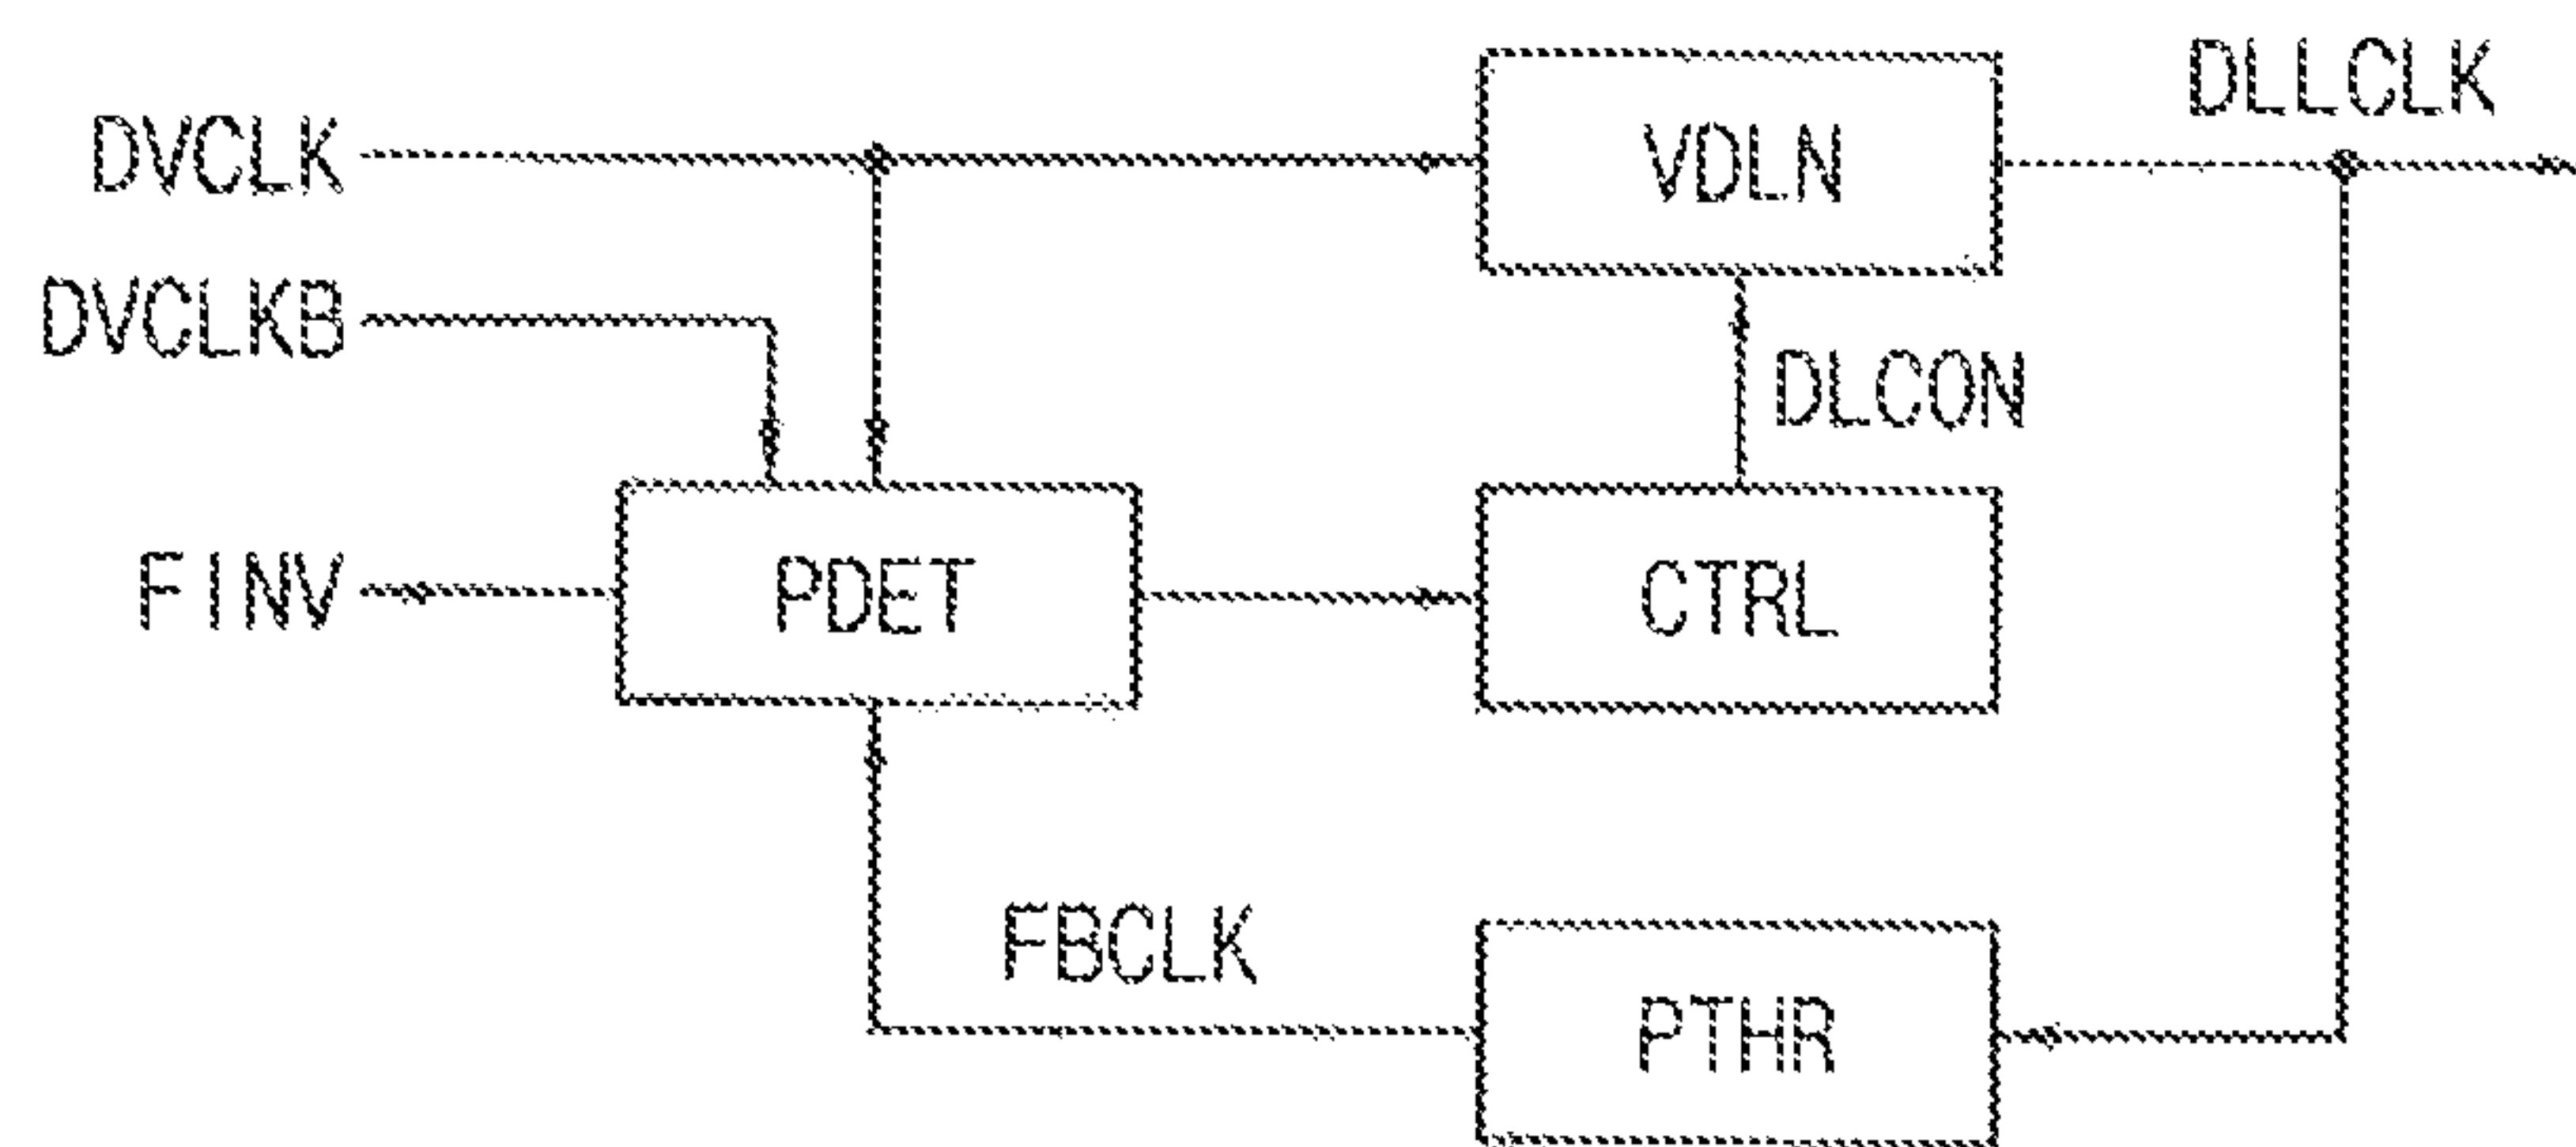 DLLCLK
DVCLK
VDLN
DVCLKB
DLCON
FINV
PDET
CTRL
FBCLK
PTHR